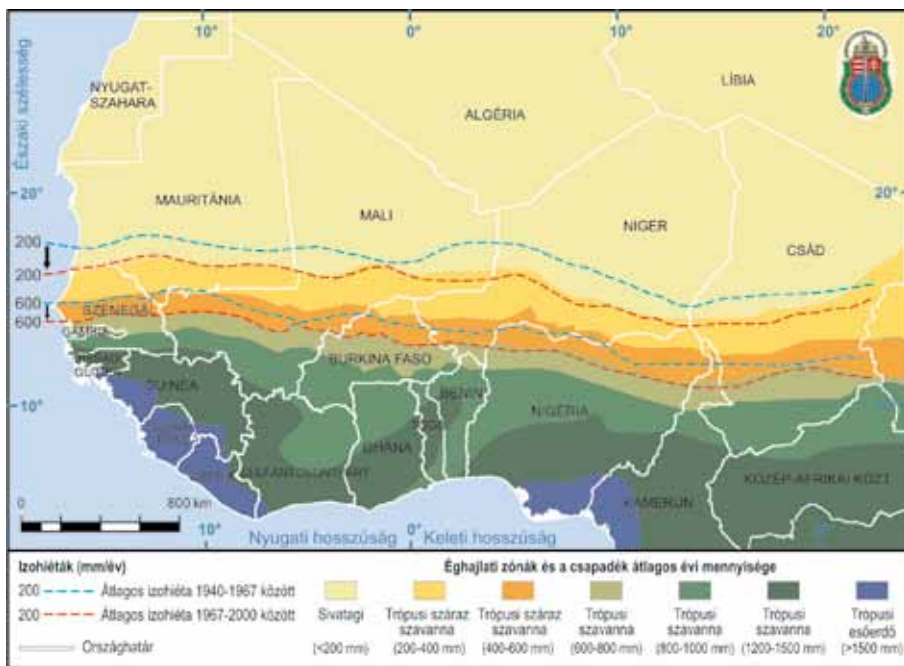 10°
0°
10°
20°
Északi szélesség
NYUGAT-
SZAHARA
ALGÉRIA
LÍBIA
20°
20°
MAURITÁNIA
MALI
NIGER
CSÁD
200
200
600
600
SZENEGÁL
GAMBIA
BURKINA FASO
GUINEA
BENIN
NIGÉRIA
10°
TOGO
GHÁNA
ELEFÁNTCSONTPART
KÖZÉP-AFRIKAI KÖZT.
KAMERUN
0
800 km
10°
Nyugati hosszúság
0°
Keleti hosszúság
Izohiéták (mm/év)
200
Átlagos izohiéta 1940-1967 között
200
Átlagos izohiéta 1967-2000 között
Országhatár
Éghajlati zónák és a csapadék átlagos évi mennyisége
Sivatagi
(<200 mm)
Trópusi száraz
szavanna
(200-400 mm)
Trópusi száraz
szavanna
(400-600 mm)
Trópusi
szavanna
(600-800 mm)
Trópusi
szavanna
(800-1000 mm)
Trópusi
szavanna
(1200-1500 mm)
Trópusi
esőerdő
(>1500 mm)